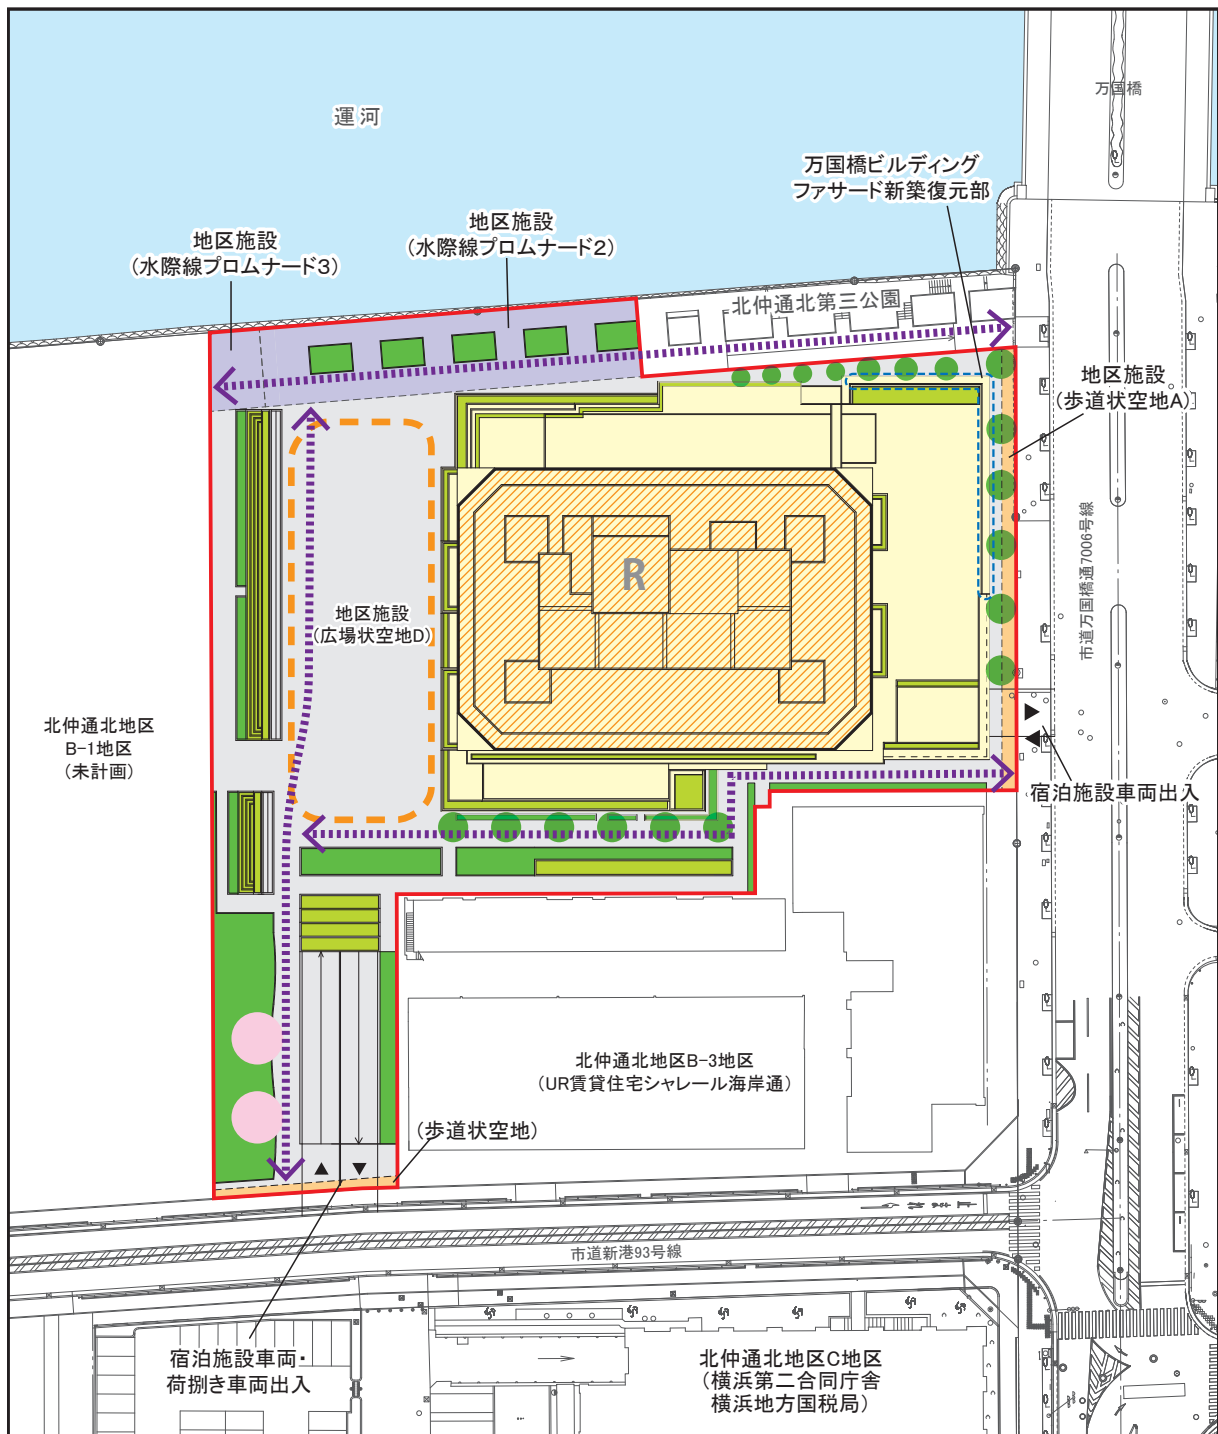 万国橋
運河
万国橋ビルディング
ファサード新築復元部
地区施設
(水際線プロムナード2)
地区施設
(水際線プロムナード3)
北仲通北第三公園
地区施設
(歩道状空地A)
市道万国橋通7006号線
R
地区施設
(広場状空地D)
北仲通北地区
B-1地区
(未計画)
宿泊施設車両出入
北仲通北地区B-3地区
(UR賃貸住宅シャレール海岸通)
(歩道状空地)
市道新港93号線
宿泊施設車両・
荷捌き車両出入
北仲通北地区C地区
(横浜第二合同庁舎
横浜地方国税局)